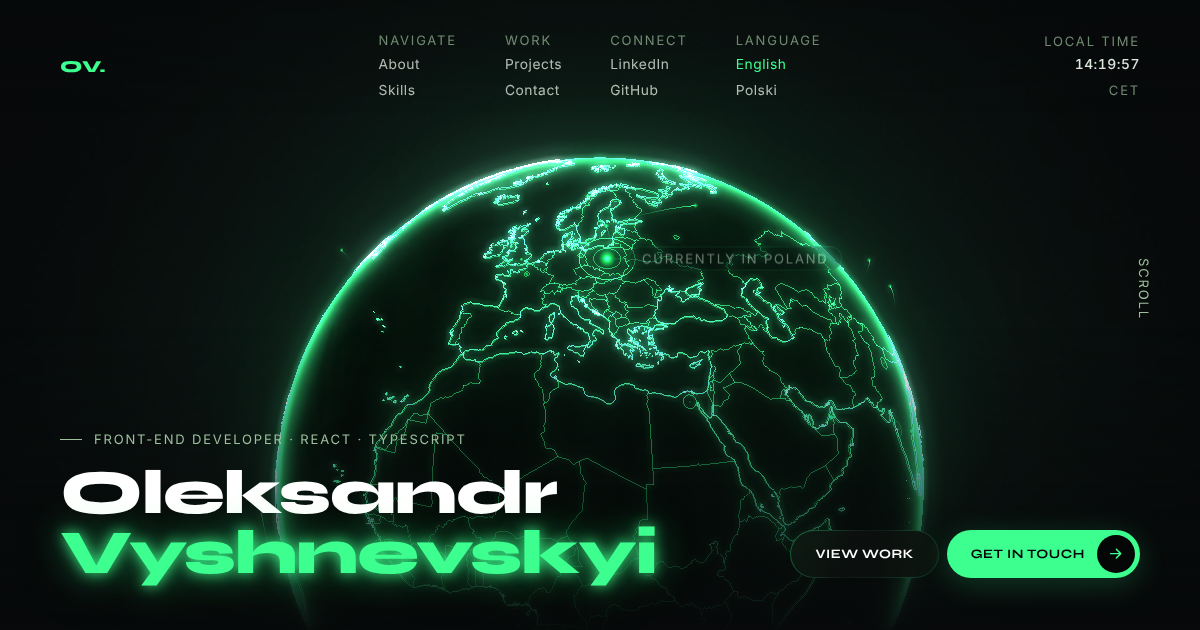 OV.
NAVIGATE
About
Skills
WORK
Projects
Contact
CONNECT
LinkedIn
GitHub
LANGUAGE
English
Polski
LOCAL TIME
14:19:57
CET
CURRENTLY IN POLAND
SCROLL
FRONT-END DEVELOPER · REACT · TYPESCRIPT
Oleksandr
Vyshnevskyi
VIEW WORK
GET IN TOUCH →